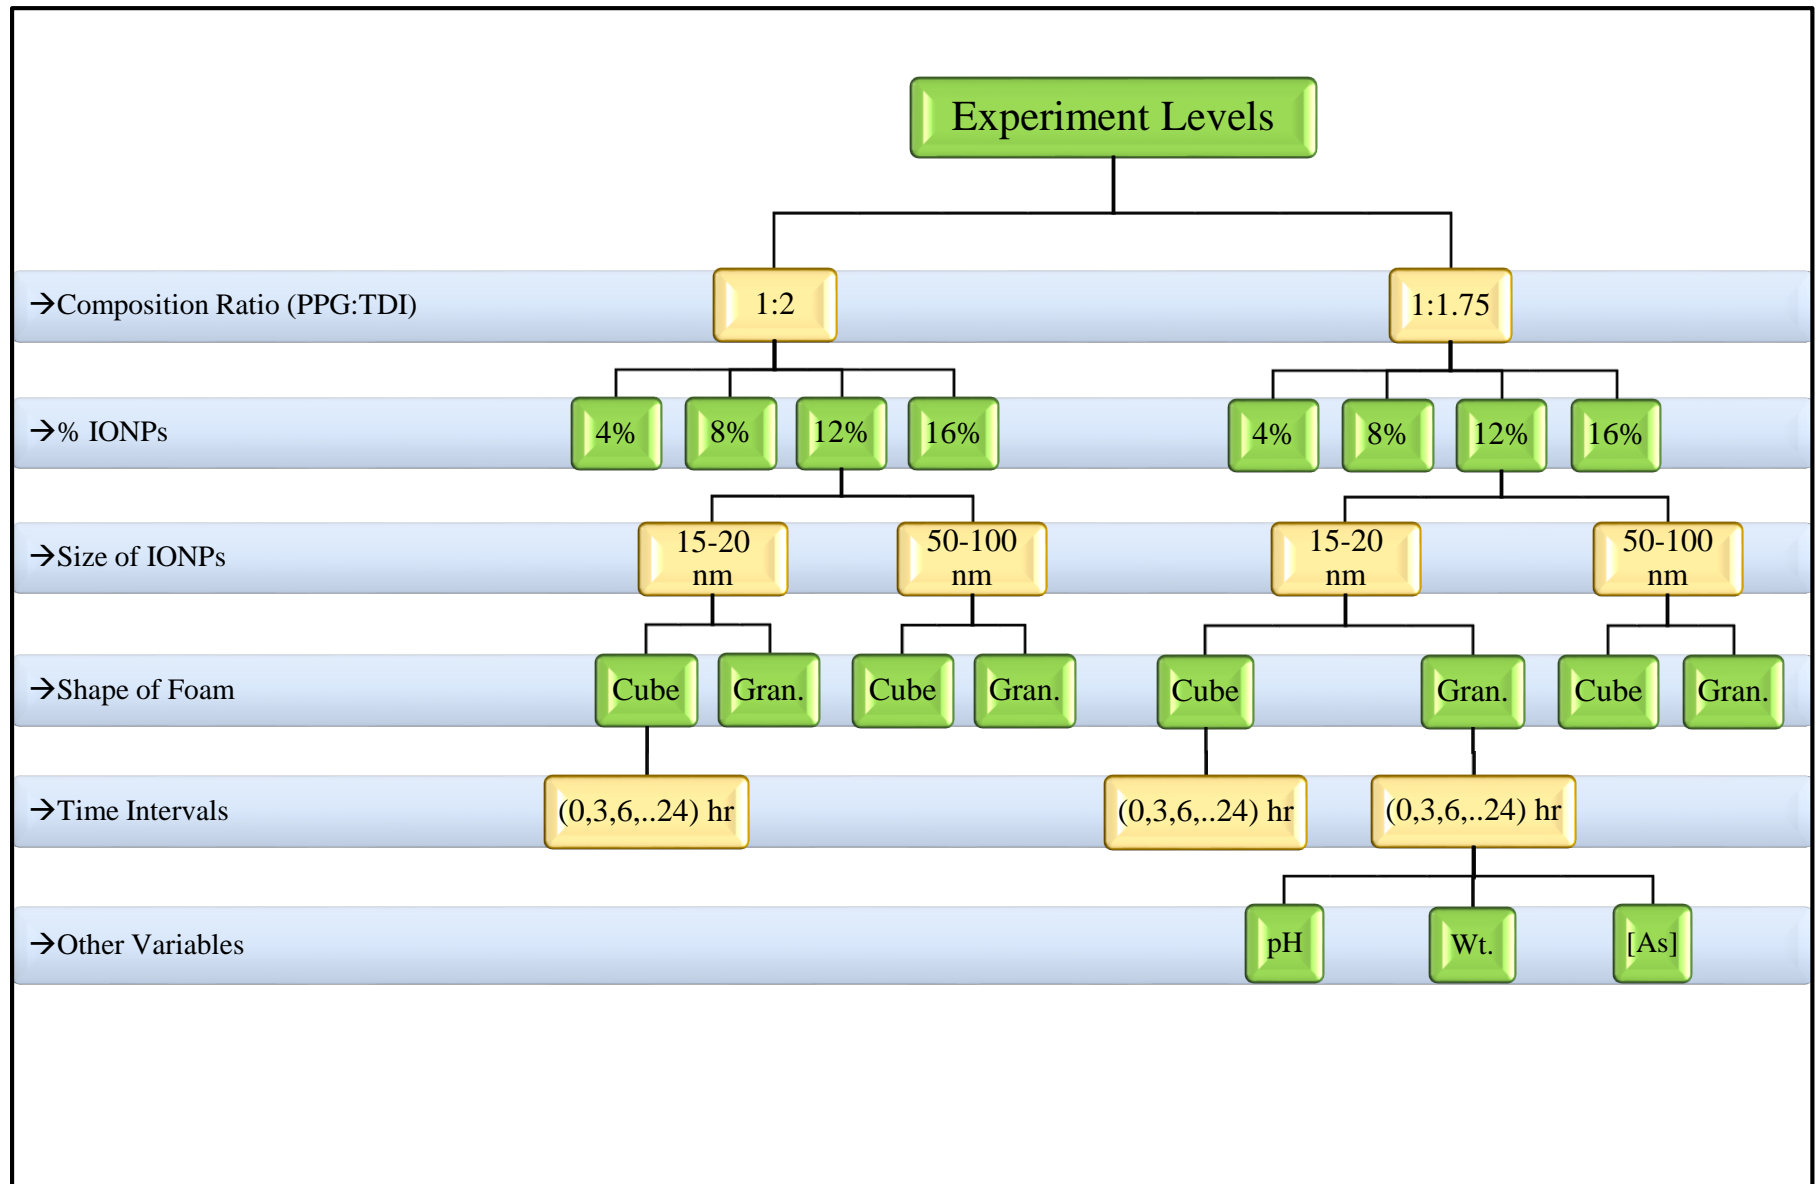 Experiment Levels
→Composition Ratio (PPG:TDI)
1:2
1:1.75
→% IONPs
4%
8%
12%
16%
4%
8%
12%
16%
→Size of IONPs
15-20
nm
50-100
nm
15-20
nm
50-100
nm
→Shape of Foam
Cube
Gran.
Cube
Gran.
Cube
Gran.
Cube
Gran.
→Time Intervals
(0,3,6,..24) hr
(0,3,6,..24) hr
(0,3,6,..24) hr
→Other Variables
pH
Wt.
[As]